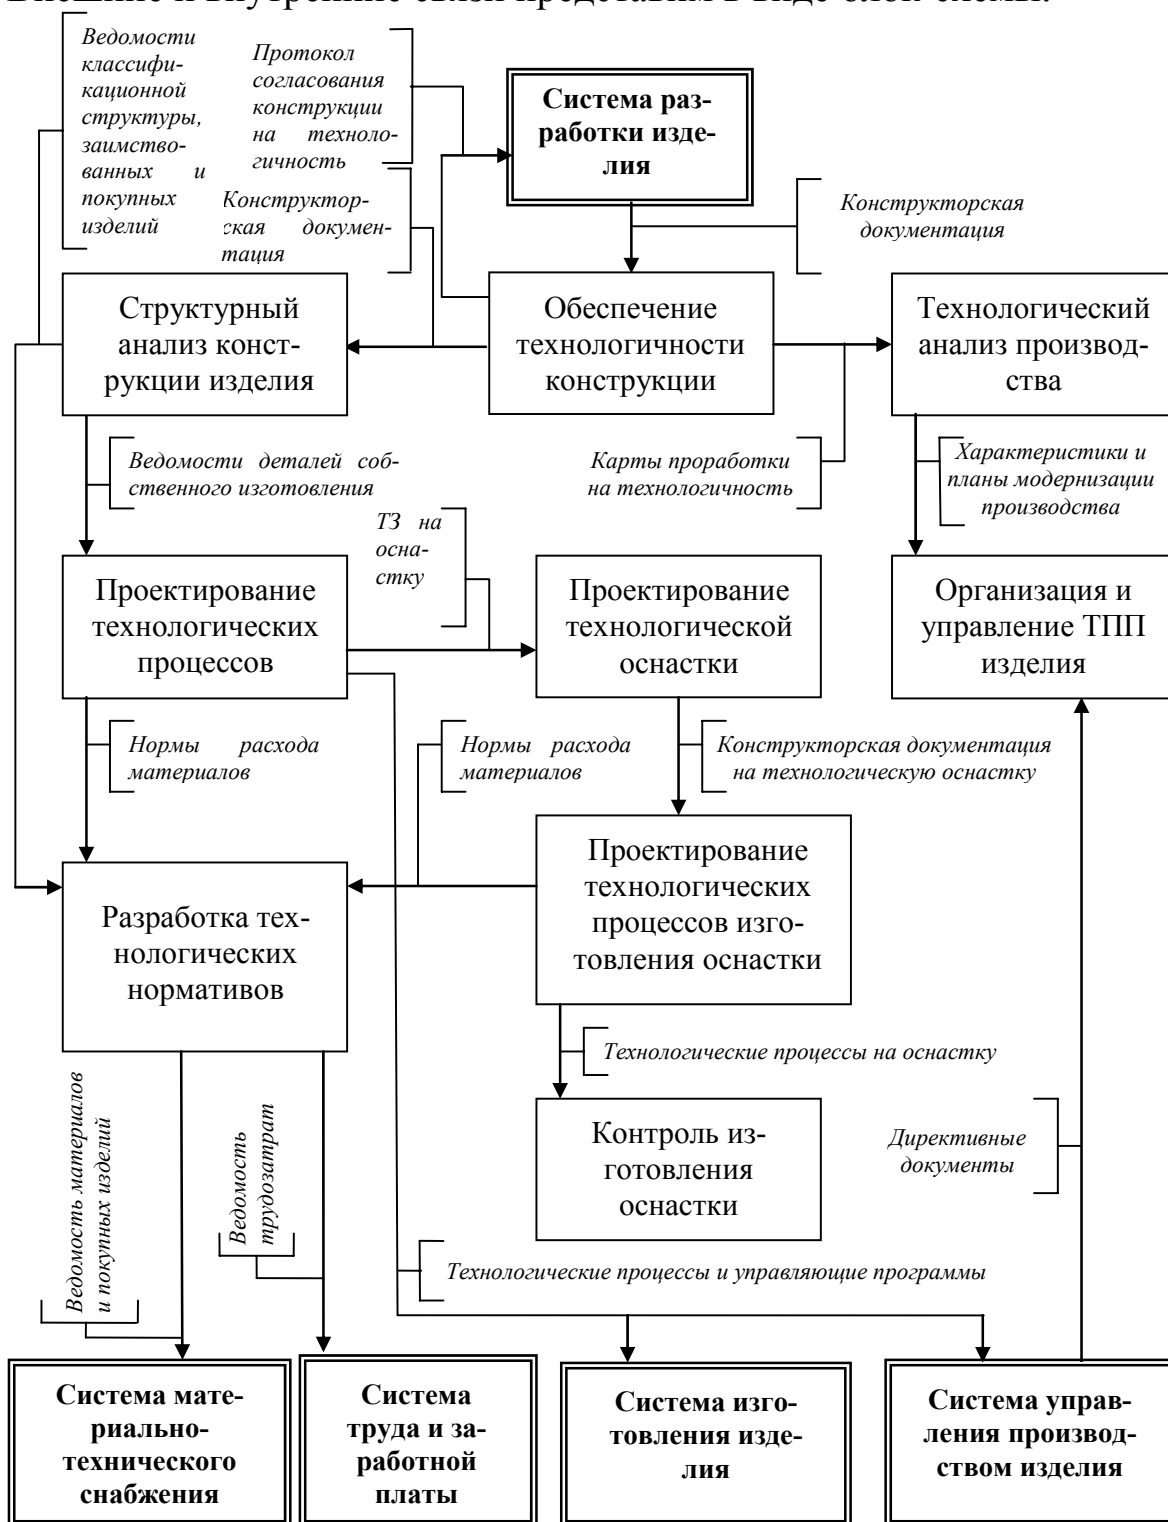 Внешние и внутренние связи представим в виде блок-схемы.
Ведомости
классифи-
кационной
структуры,
заимство-
ванных и
покупных
изделий
Протокол
согласования
конструкции
на техноло-
гичность
Система раз-
работки изде-
лия
Конструктор-
ская докумен-
тация
Конструкторская
документация
Структурный
анализ конст-
рукции изделия
Обеспечение
технологичности
конструкции
Технологический
анализ производ-
ства
Ведомости деталей соб-
ственного изготовления
Карты проработки
на технологичность
Характеристики и
планы модернизации
производства
ТЗ на
осна-
стку
Проектирование
технологических
процессов
Проектирование
технологической
оснастки
Организация и
управление ТПП
изделия
Нормы расхода
материалов
Нормы расхода
материалов
Конструкторская документация
на технологическую оснастку
Разработка тех-
нологических
нормативов
Проектирование
технологических
процессов изго-
товления оснастки
Технологические процессы на оснастку
Контроль из-
готовления
оснастки
Директивные
документы
Ведомость материалов
и покупных изделий
Ведомость
трудозатрат
Технологические процессы и управляющие программы
Система мате-
риально-
технического
снабжения
Система
труда и за-
работной
платы
Система изго-
товления изде-
лия
Система управ-
ления производ-
ством изделия